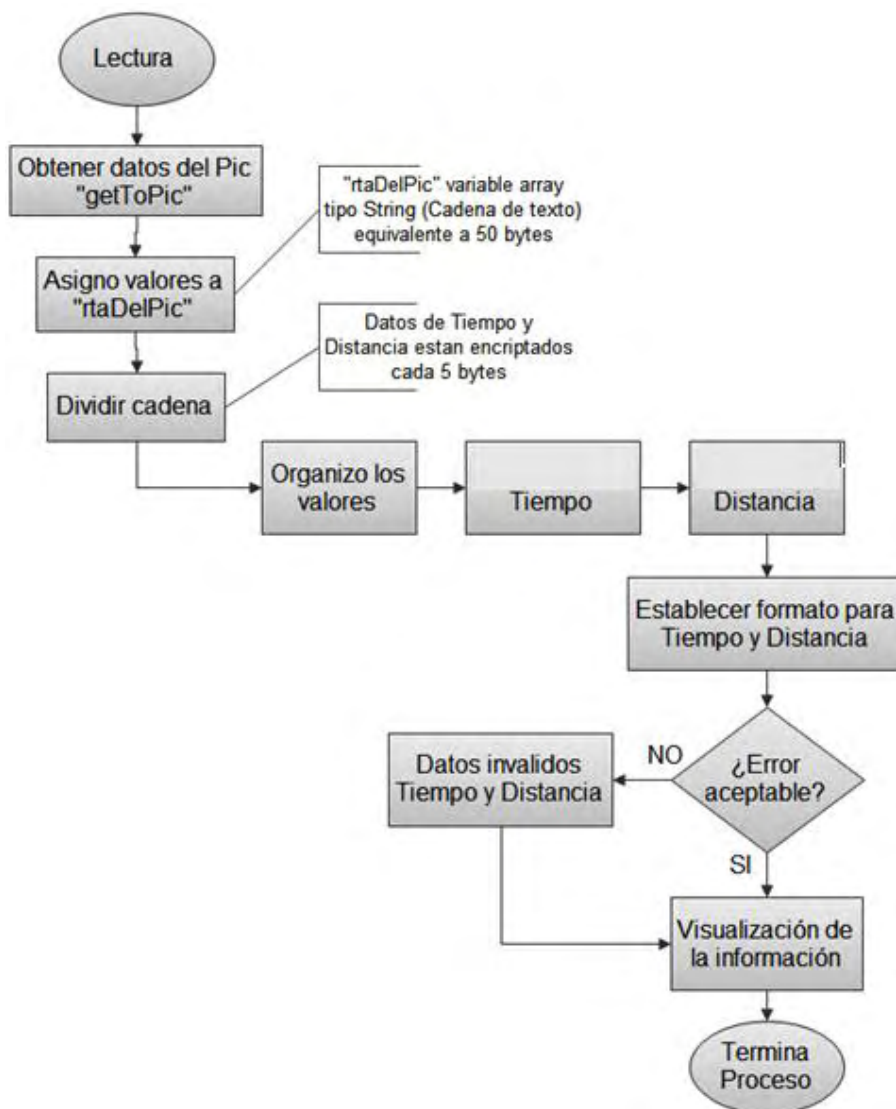 Lectura
Obtener datos del Pic
"getToPic"
"rtaDelPic" variable array
tipo String (Cadena de texto)
equivalente a 50 bytes
Asigno valores a
"rtaDelPic"
Datos de Tiempo y
Distancia estan encriptados
cada 5 bytes
Dividir cadena
Organizo los
valores
Tiempo
Distancia
Establecer formato para
Tiempo y Distancia
¿Error
aceptable?
NO
Datos invalidos
Tiempo y Distancia
SI
Visualización de
la información
Termina
Proceso